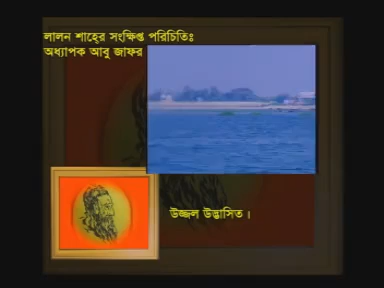 লালন শাহ্‌ের সংক্ষিপ্ত পরিচিতিঃ
অধ্যাপক আবু জাফর
উজ্জল উদ্ভাসিত।